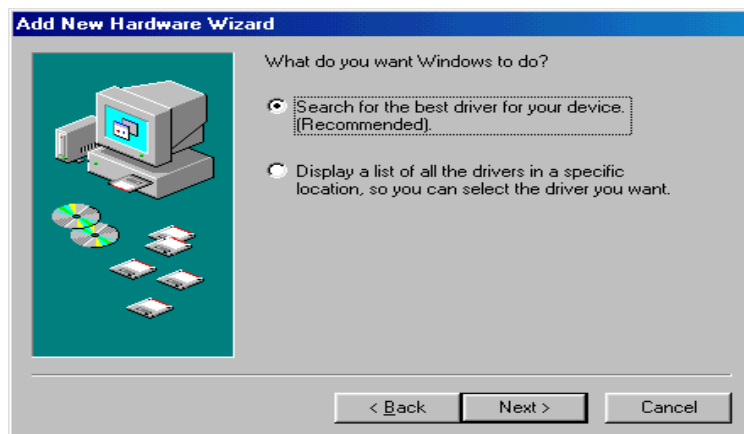 Add New Hardware Wizard
What do you want Windows to do?
Search for the best driver for your device.
(Recommended).
Display a list of all the drivers in a specific
location, so you can select the driver you want.
< Back
Next >
Cancel